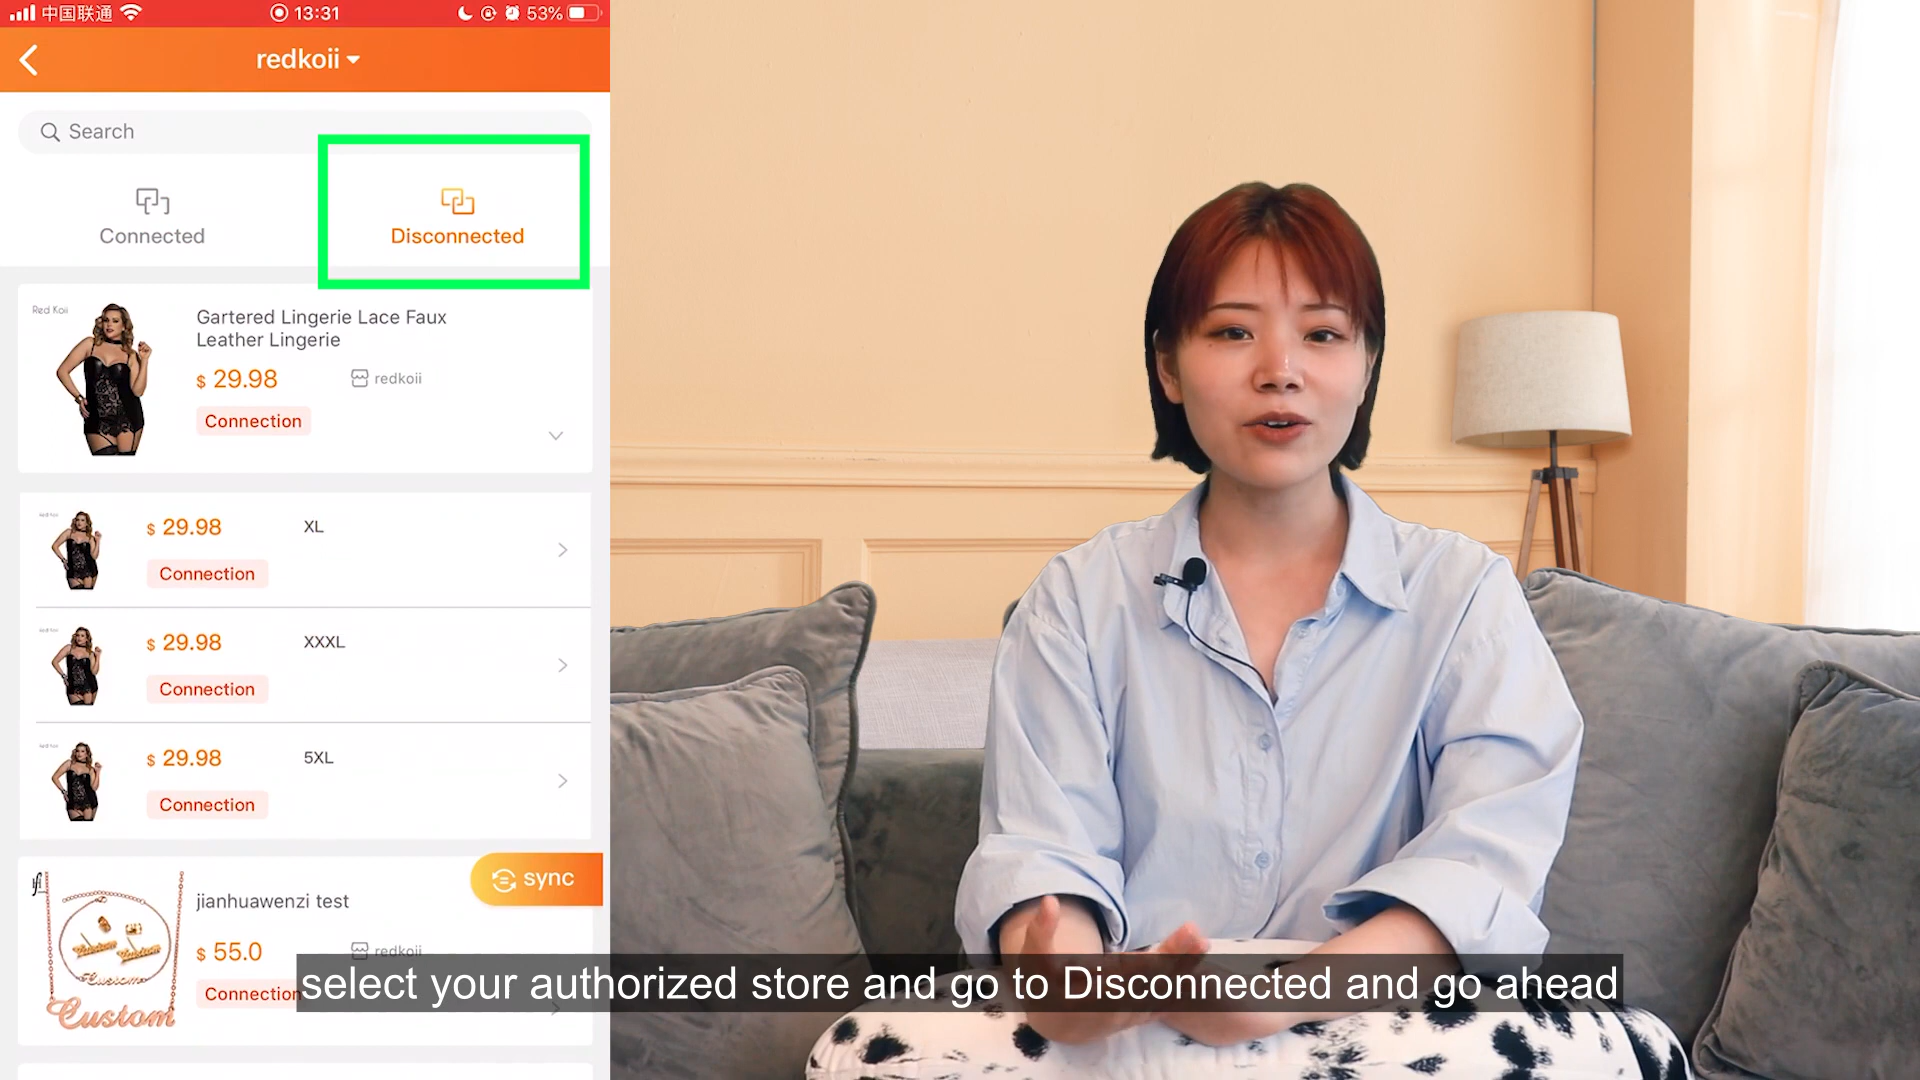 中国联通 13:31 53%
redkoii
Search
Connected Disconnected
Red Koii
Gartered Lingerie Lace Faux
Leather Lingerie
$ 29.98 redkoii
Connection
$ 29.98 XL
Connection
$ 29.98 XXXL
Connection
$ 29.98 5XL
Connection
sync
jianhuawenzi test
$ 55.0 redkoii
Connection
Custom
Custom
select your authorized store and go to Disconnected and go ahead